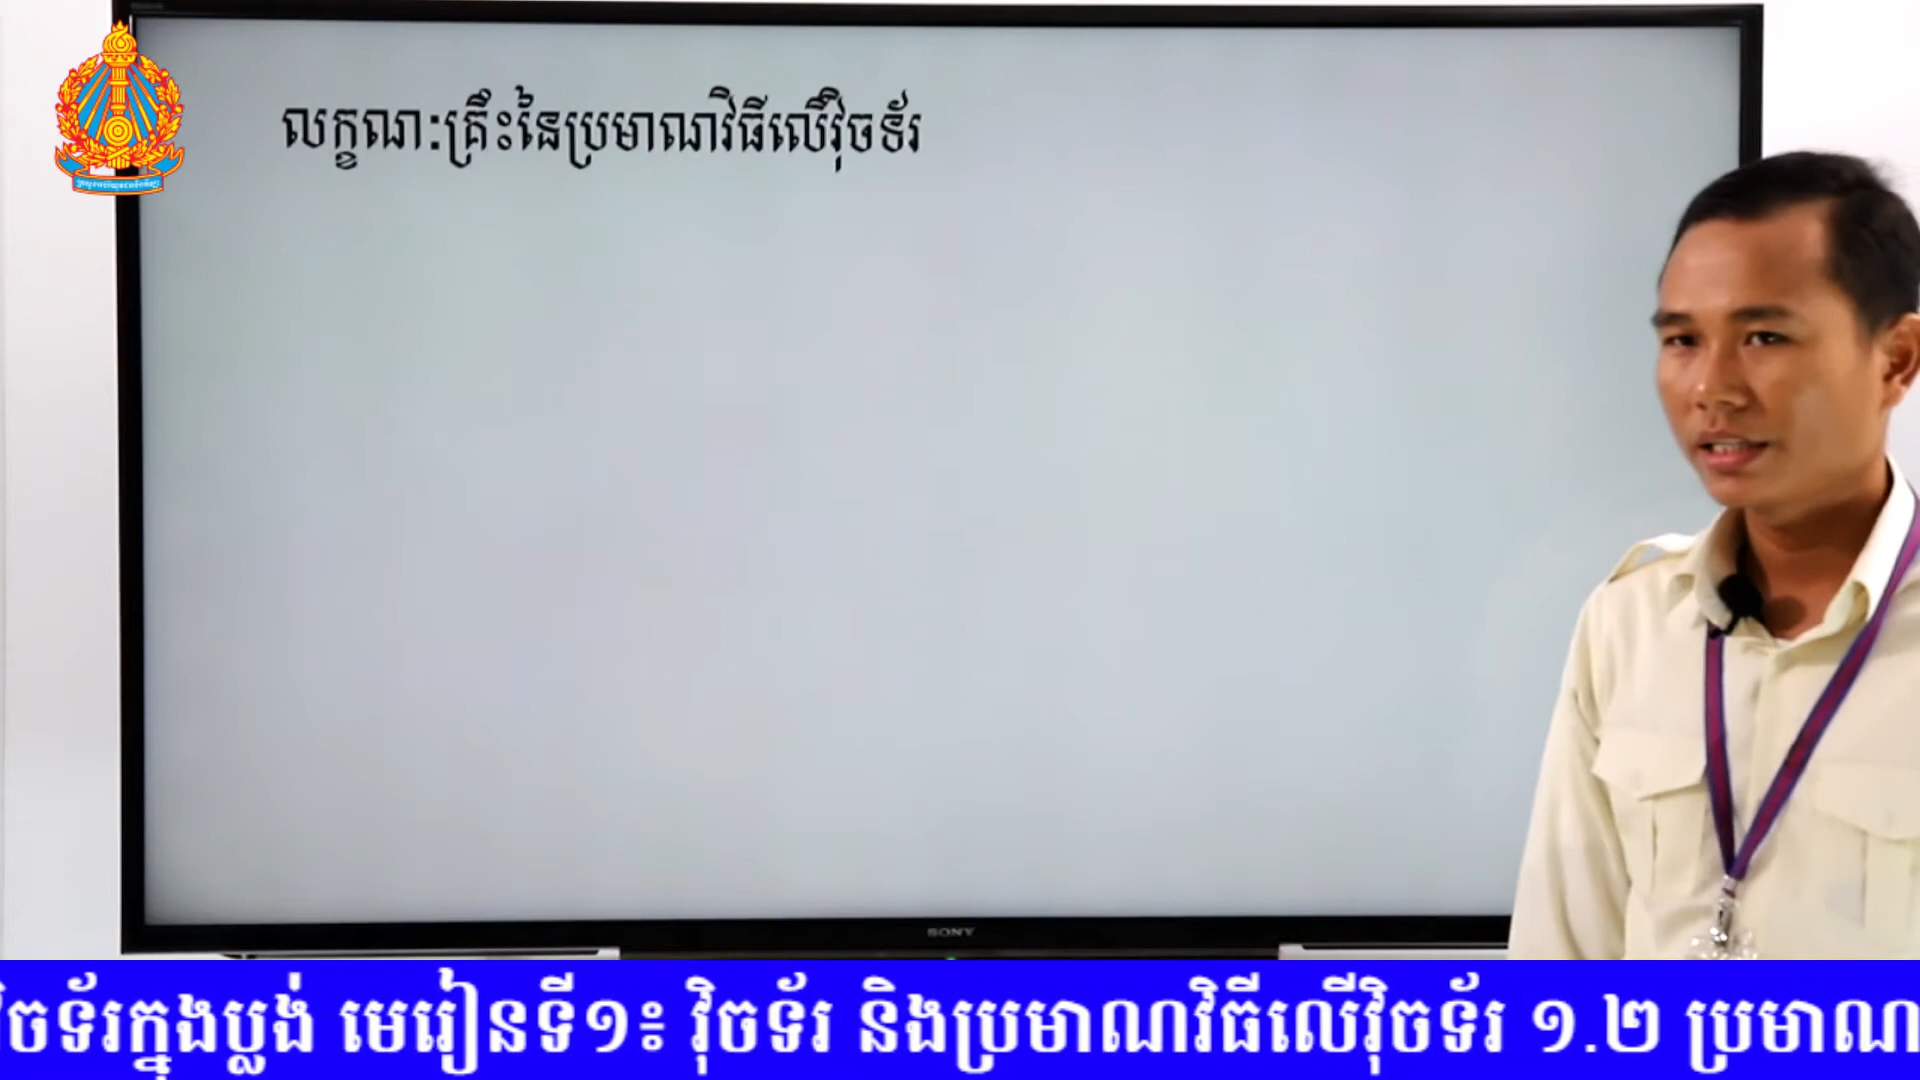 លក្ខណៈគ្រឹះនៃប្រមាណវិធីលើវ៉ិចទ័រ
SONY
វ៉ិចទ័រក្នុងប្លង់ មេរៀនទី១៖ វ៉ិចទ័រ និងប្រមាណវិធីលើវ៉ិចទ័រ ១.២ ប្រមាណ